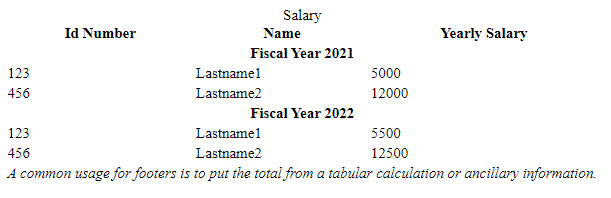 Salary
Id Number Name Yearly Salary
Fiscal Year 2021
123 Lastname1 5000
456 Lastname2 12000
Fiscal Year 2022
123 Lastname1 5500
456 Lastname2 12500
A common usage for footers is to put the total from a tabular calculation or ancillary information.